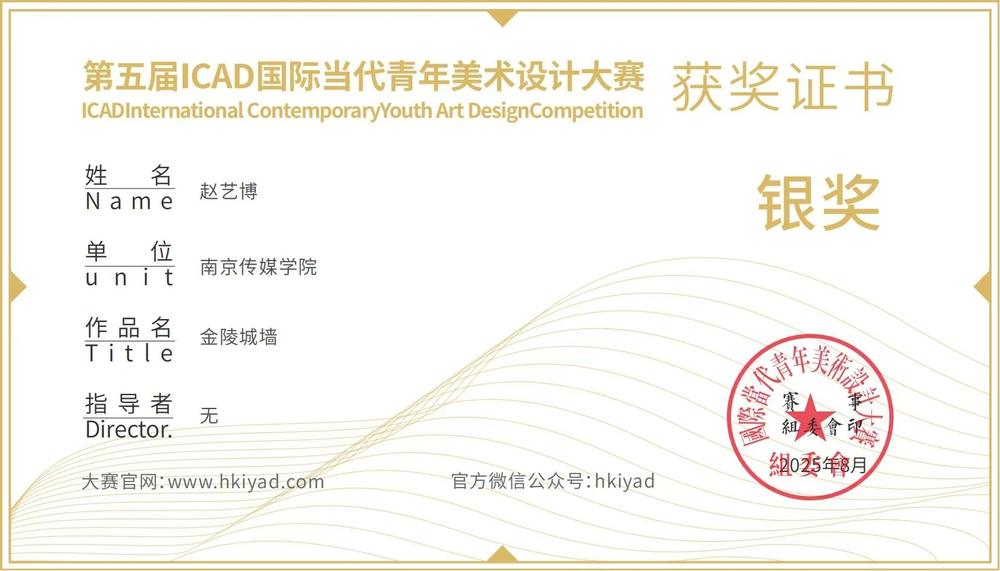 第五届ICAD国际当代青年美术设计大赛 获奖证书
ICADInternational ContemporaryYouth Art DesignCompetition
银奖
姓名
Name
赵艺博
单位
unit
南京传媒学院
作品名
Title
金陵城墙
指导者
Director.
无
大赛官网：www.hkiyad.com
官方微信公众号：hkiyad
國際當代青年美術設計大賽
賽事
組委會印
組委會
2025年8月